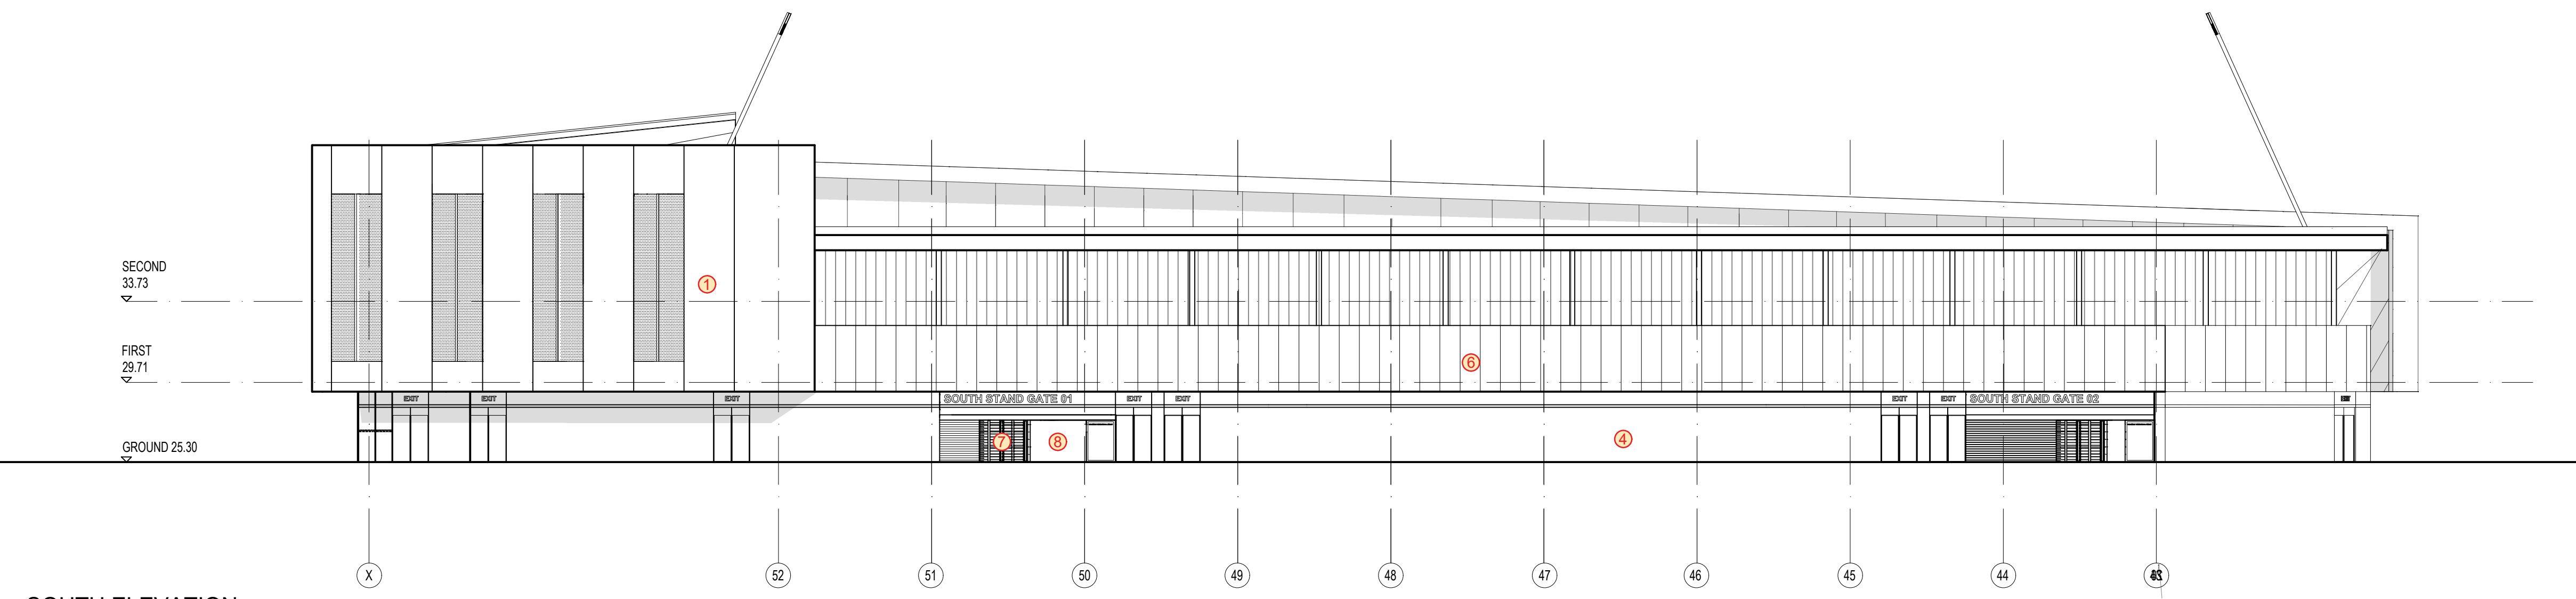 SECOND
33.73
1
FIRST
29.71
6
EXIT EXIT EXIT SOUTH STAND GATE 01 EXIT EXIT EXIT EXIT SOUTH STAND GATE 02
GROUND 25.30
7 8 4
X 52 51 50 49 48 47 46 45 44
SOUTH ELEVATION